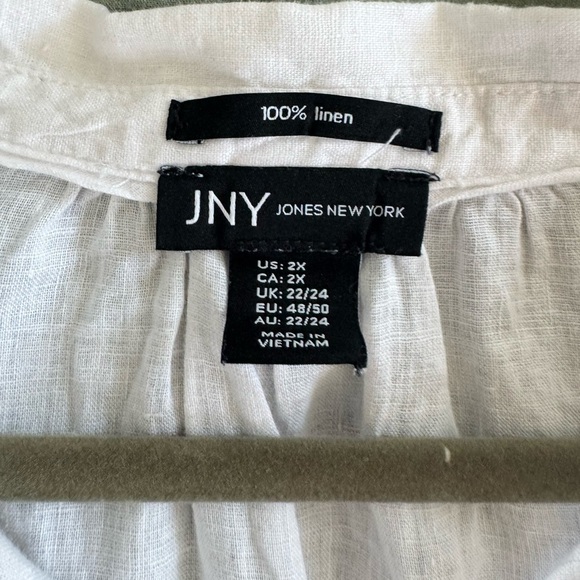 100% linen
JNY JONES NEW YORK
US: 2X
CA: 2X
UK: 22/24
EU: 48/50
AU: 22/24
MADE IN
VIETNAM